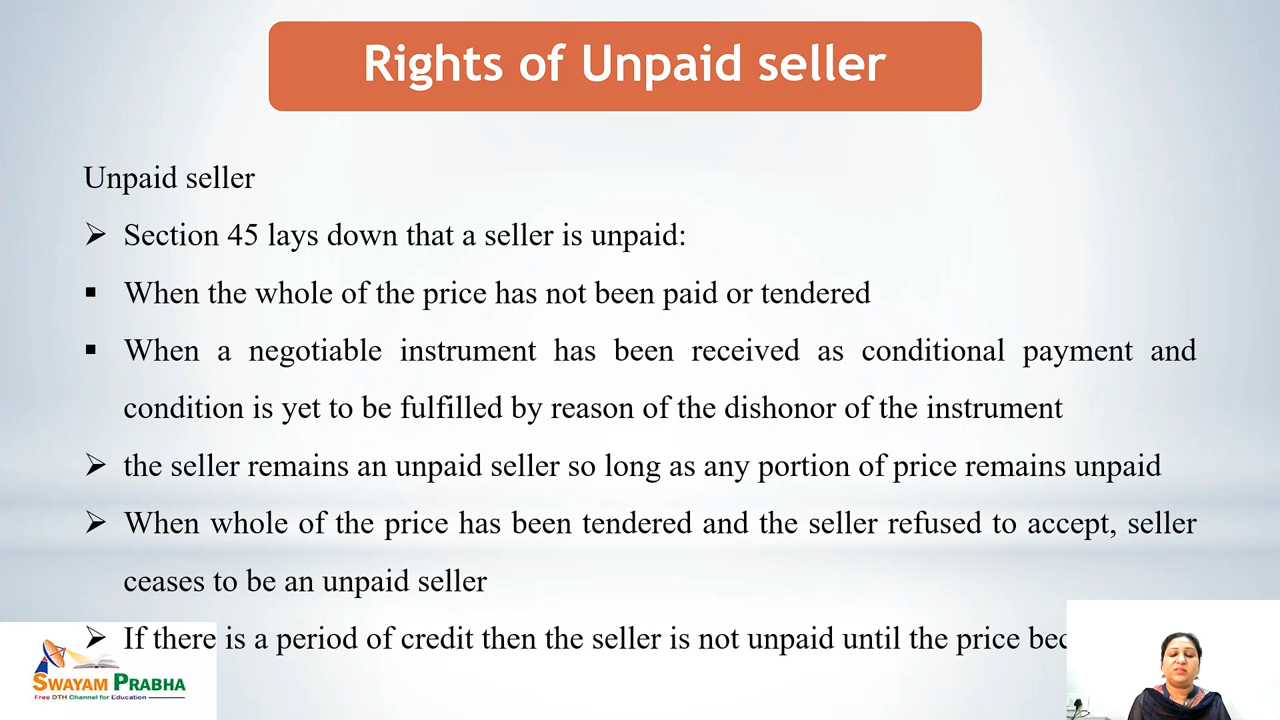 Rights of Unpaid seller
Unpaid seller
➢ Section 45 lays down that a seller is unpaid:
▪ When the whole of the price has not been paid or tendered
▪ When a negotiable instrument has been received as conditional payment and
condition is yet to be fulfilled by reason of the dishonor of the instrument
➢ the seller remains an unpaid seller so long as any portion of price remains unpaid
➢ When whole of the price has been tendered and the seller refused to accept, seller
ceases to be an unpaid seller
➢ If there is a period of credit then the seller is not unpaid until the price
SWAYAM PRABHA
Free DTH Channel for Education